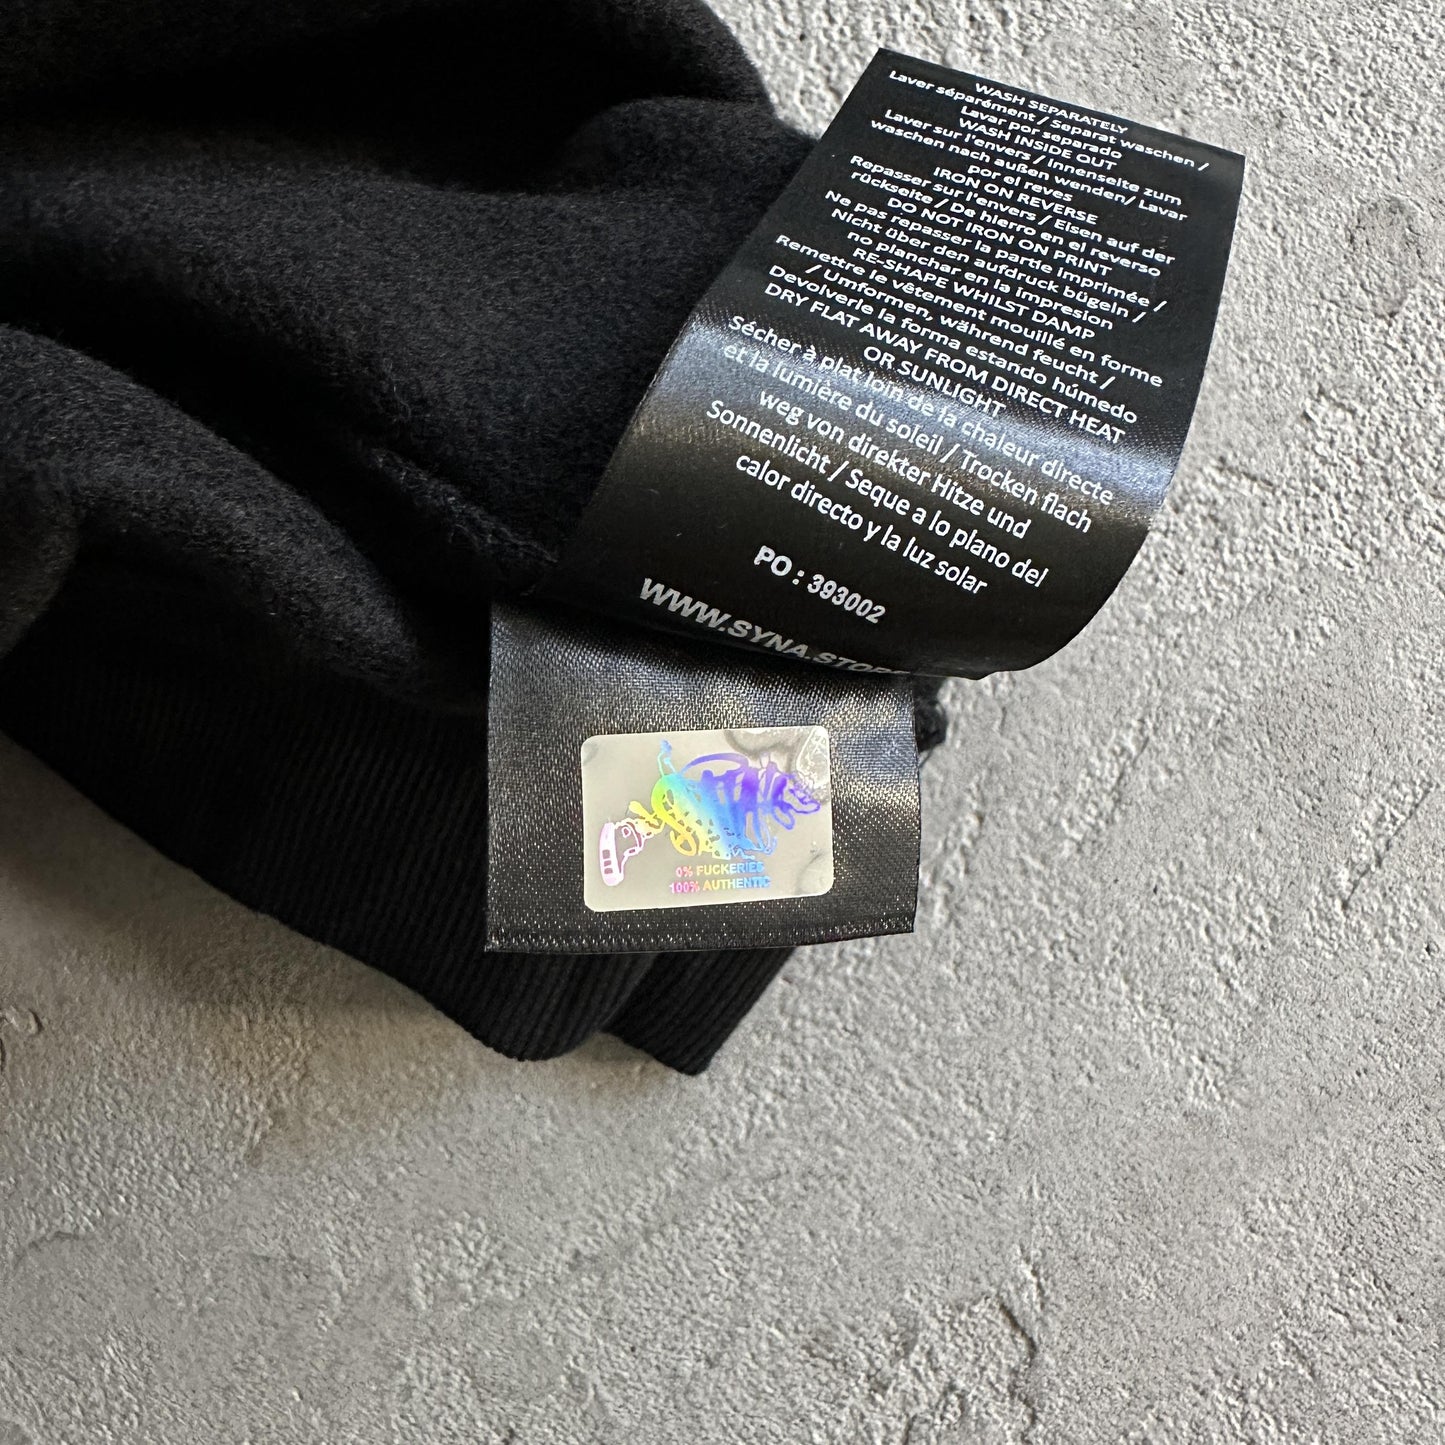 WASH SEPARATELY
Laver séparément / Separat waschen /
Lavar por separado
WASH INSIDE OUT
Laver sur l'envers / Innenseite zum
waschen nach außen wenden/ Lavar
por el reves
IRON ON REVERSE
Repasser sur l'envers / Eisen auf der
rückseite / De hierro en el reverso
DO NOT IRON ON PRINT
Ne pas repasser la partie imprimée /
Nicht über den aufdruck bügeln /
no planchar en la impresion
RE-SHAPE WHILST DAMP
Remettre le vêtement mouillé en forme
/ Umformen, während feucht /
Devolverle la forma estando húmedo
DRY FLAT AWAY FROM DIRECT HEAT
OR SUNLIGHT
Sécher à plat loin de la chaleur directe
et la lumière du soleil / Trocken flach
weg von direkter Hitze und
Sonnenlicht / Seque a lo plano del
calor directo y la luz solar
PO : 393002
WWW.SYNA.STORE
0% FUCKERIES
100% AUTHENTIC